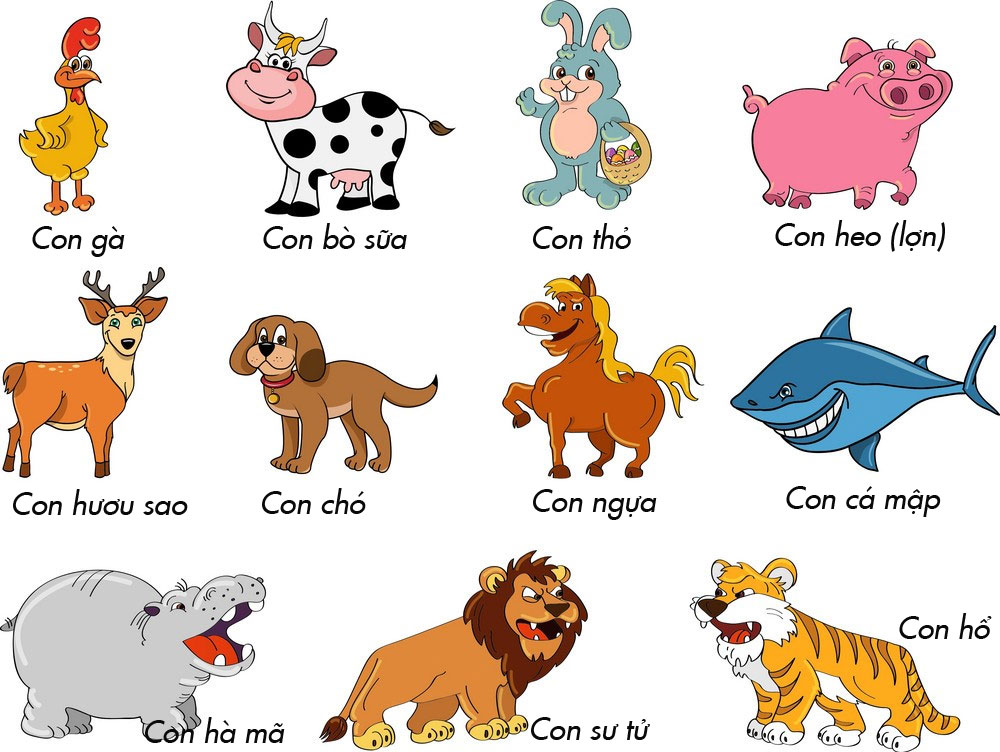 Con gà
Con bò sữa
Con thỏ
Con heo (lợn)
Con hươu sao
Con chó
Con ngựa
Con cá mập
Con hà mã
Con sư tử
Con hổ